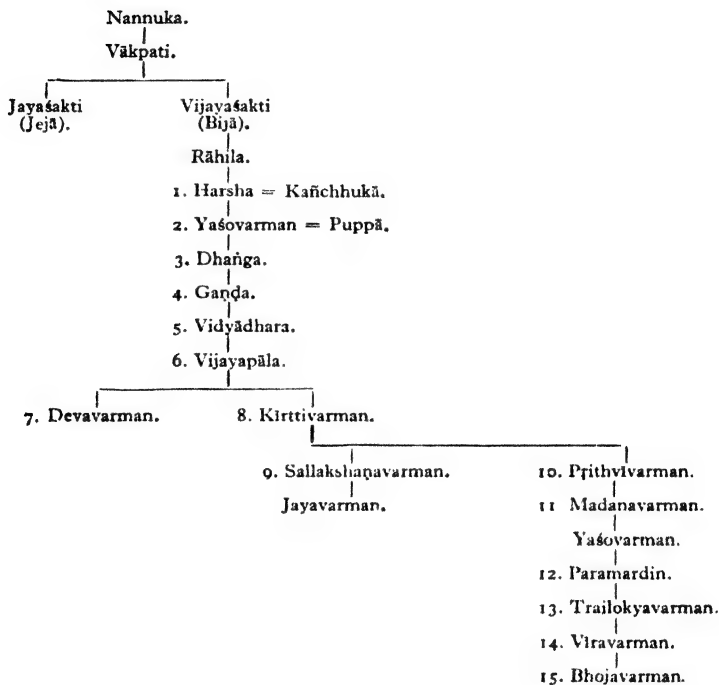 Nannuka.
Vākpati.
Jayaśakti
(Jejā).
Vijayaśakti
(Bijā).
Rāhila.
1. Harsha = Kañchhukā.
2. Yaśovarman = Puppā.
3. Dhaṅga.
4. Gaṇḍa.
5. Vidyādhara.
6. Vijayapāla.
7. Devavarman.
8. Kīrttivarman.
9. Sallakshaṇavarman.
Jayavarman.
10. Pṛithvīvarman.
11 Madanavarman.
Yaśovarman.
12. Paramardin.
13. Trailokyavarman.
14. Vīravarman.
15. Bhojavarman.